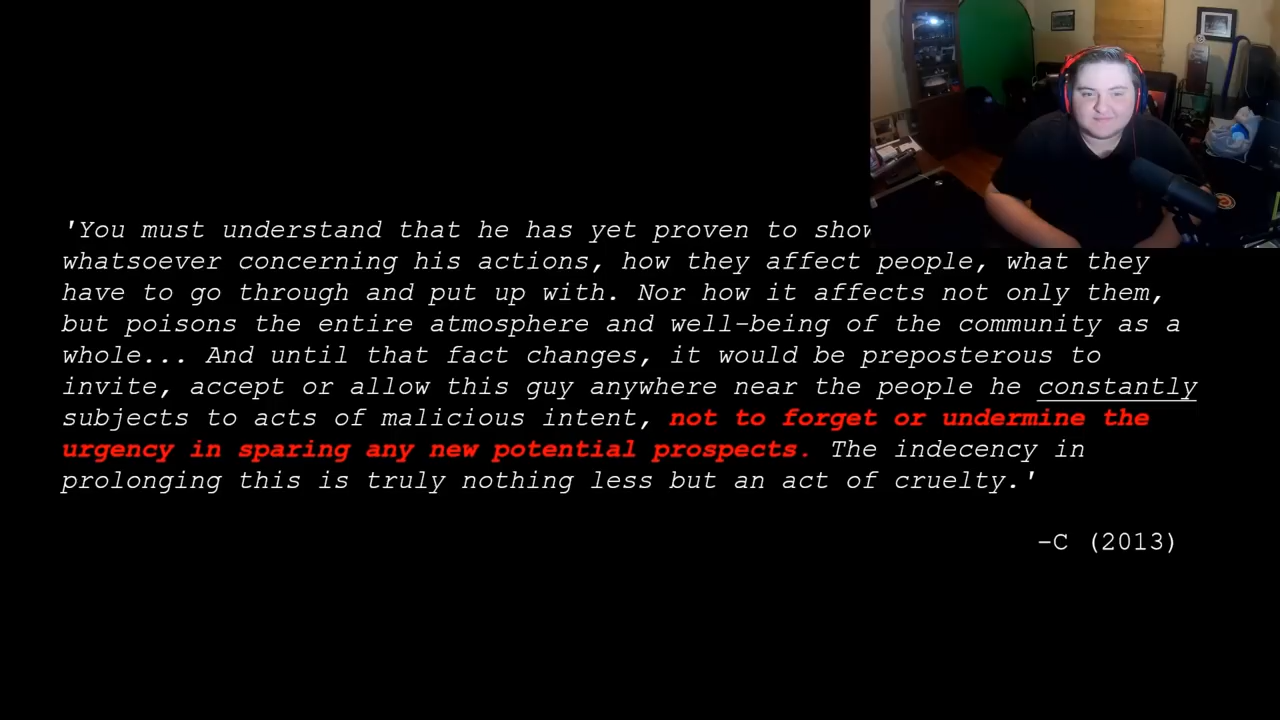 'You must understand that he has yet proven to show
whatsoever concerning his actions, how they affect people, what they
have to go through and put up with. Nor how it affects not only them,
but poisons the entire atmosphere and well-being of the community as a
whole... And until that fact changes, it would be preposterous to
invite, accept or allow this guy anywhere near the people he constantly
subjects to acts of malicious intent, not to forget or undermine the
urgency in sparing any new potential prospects. The indecency in
prolonging this is truly nothing less but an act of cruelty.'
-C (2013)